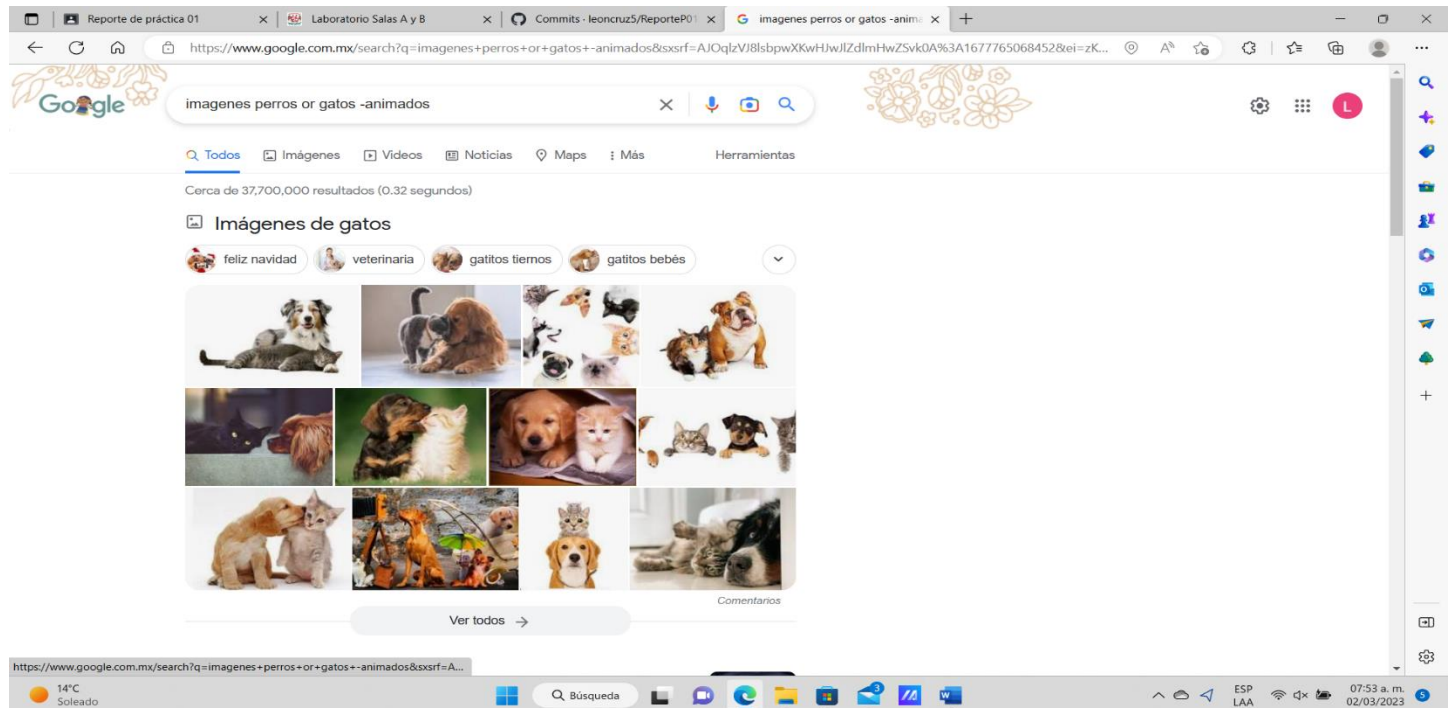 Reporte de práctica 01
Laboratorio Salas A y B
Commits · leoncruz5/ReporteP01
imagenes perros or gatos -anima
https://www.google.com.mx/search?q=imagenes+perros+or+gatos+-animados&sxsrf=AJOqlzVJ8lsbpwXKwHJwJlZdlmHwZSvk0A%3A1677765068452&ei=zK...
Google
imagenes perros or gatos -animados
L
Todos Imágenes Videos Noticias Maps Más Herramientas
Cerca de 37,700,000 resultados (0.32 segundos)
Imágenes de gatos
feliz navidad veterinaria gatitos tiernos gatitos bebés
Comentarios
Ver todos →
https://www.google.com.mx/search?q=imagenes+perros+or+gatos+-animados&sxsrf=A...
14°C
Soleado
Búsqueda
3
ESP
LAA
07:53 a. m.
02/03/2023
5